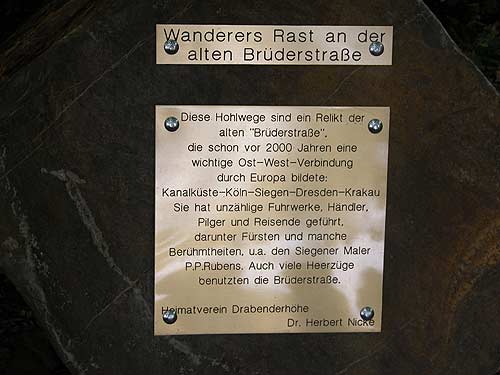 Wanderers Rast an der
alten Brüderstraße
Diese Hohlwege sind ein Relikt der
alten "Brüderstraße",
die schon vor 2000 Jahren eine
wichtige Ost-West-Verbindung
durch Europa bildete:
Kanalküste-Köln-Siegen-Dresden-Krakau
Sie hat unzählige Fuhrwerke, Händler,
Pilger und Reisende geführt,
darunter Fürsten und manche
Berühmtheiten, u.a. den Siegener Maler
P.P.Rubens. Auch viele Heerzüge
benutzten die Brüderstraße.
Heimatverein Drabenderhöhe
Dr. Herbert Nicke